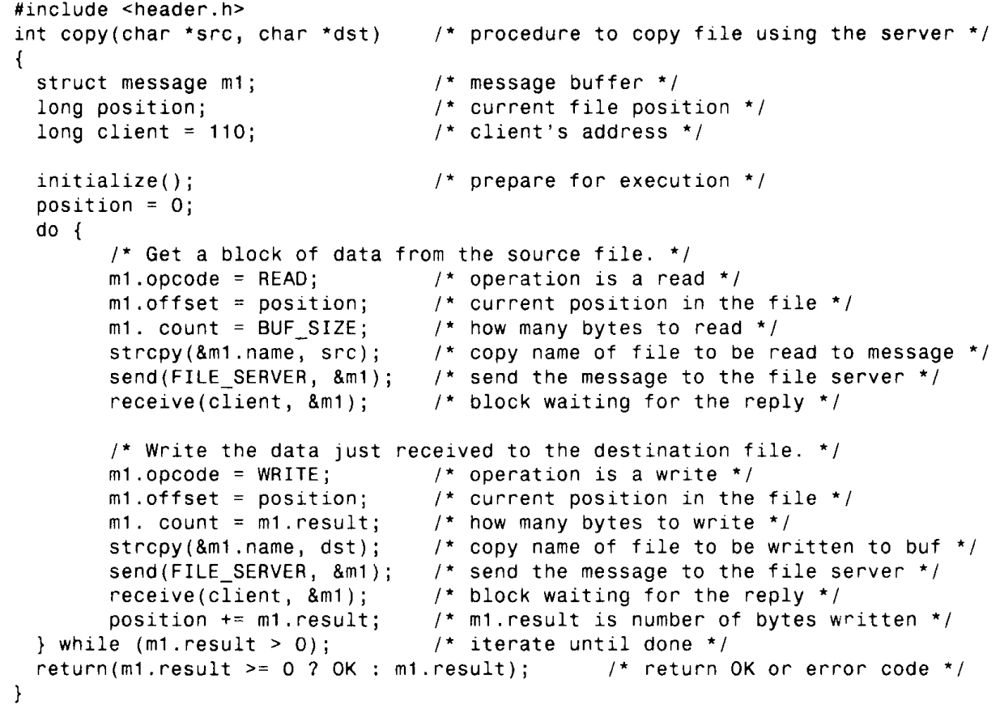 #include <header.h>
int copy(char *src, char *dst)    /* procedure to copy file using the server */
{
  struct message m1;              /* message buffer */
  long position;                  /* current file position */
  long client = 110;              /* client's address */

  initialize();                   /* prepare for execution */
  position = 0;
  do {
        /* Get a block of data from the source file. */
        m1.opcode = READ;         /* operation is a read */
        m1.offset = position;     /* current position in the file */
        m1. count = BUF_SIZE;     /* how many bytes to read */
        strcpy(&m1.name, src);    /* copy name of file to be read to message */
        send(FILE_SERVER, &m1);   /* send the message to the file server */
        receive(client, &m1);     /* block waiting for the reply */

        /* Write the data just received to the destination file. */
        m1.opcode = WRITE;        /* operation is a write */
        m1.offset = position;     /* current position in the file */
        m1. count = m1.result;    /* how many bytes to write */
        strcpy(&m1.name, dst);    /* copy name of file to be written to buf */
        send(FILE_SERVER, &m1);   /* send the message to the file server */
        receive(client, &m1);     /* block waiting for the reply */
        position += m1.result;    /* m1.result is number of bytes written */
  } while (m1.result > 0);        /* iterate until done */
  return(m1.result >= 0 ? OK : m1.result);        /* return OK or error code */
}